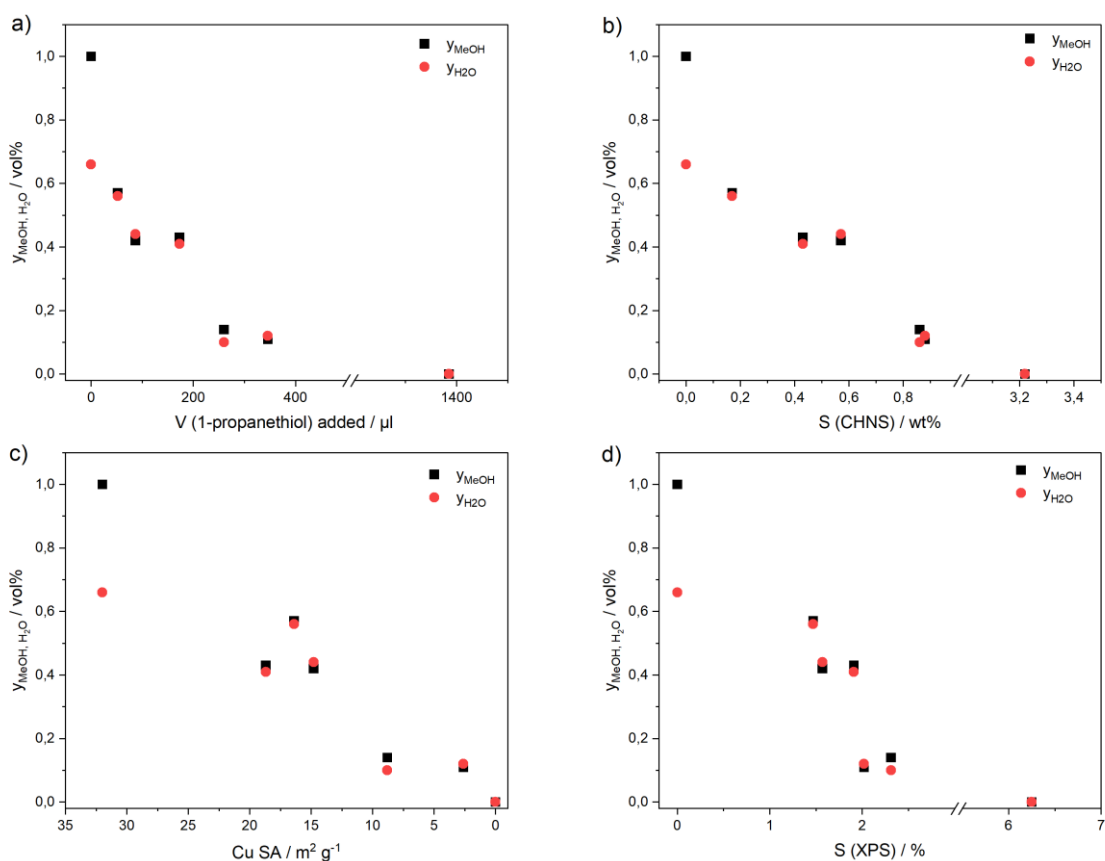 a)
y_MeOH
y_H2O
1,0
0,8
0,6
0,4
0,2
0,0
y_MeOH, H₂O / vol%
0 200 400 1400
V (1-propanethiol) added / µl
b)
y_MeOH
y_H2O
1,0
0,8
0,6
0,4
0,2
0,0
y_MeOH, H₂O / vol%
0,0 0,2 0,4 0,6 0,8 3,2 3,4
S (CHNS) / wt%
c)
y_MeOH
y_H2O
1,0
0,8
0,6
0,4
0,2
0,0
y_MeOH, H₂O / vol%
35 30 25 20 15 10 5 0
Cu SA / m² g⁻¹
d)
y_MeOH
y_H2O
1,0
0,8
0,6
0,4
0,2
0,0
y_MeOH, H₂O / vol%
0 1 2 6 7
S (XPS) / %